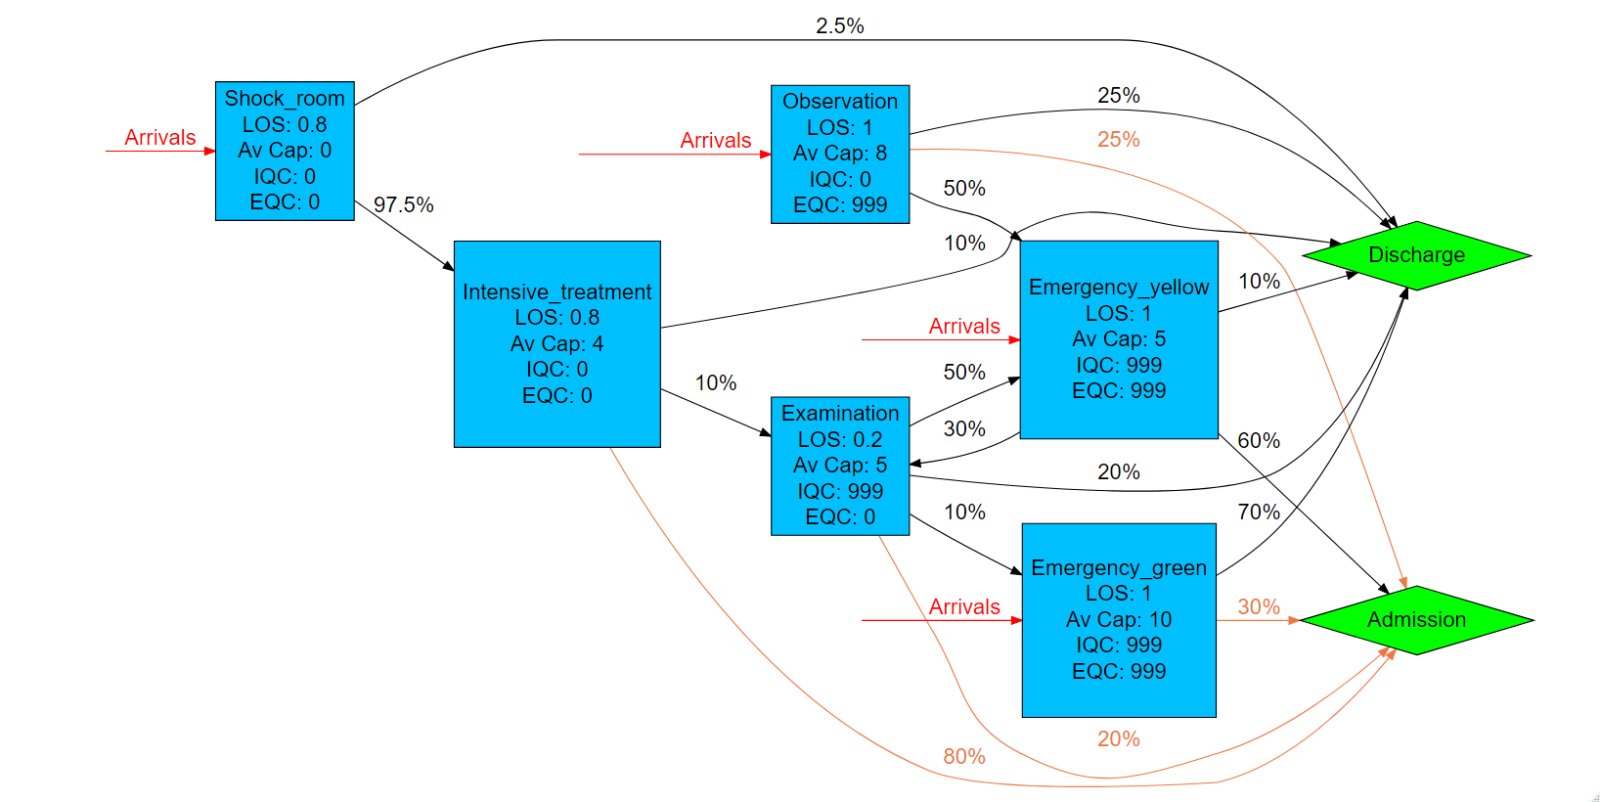 2.5%
Shock_room
LOS: 0.8
Av Cap: 0
IQC: 0
EQC: 0
Arrivals
97.5%
Observation
LOS: 1
Av Cap: 8
IQC: 0
EQC: 999
Arrivals
25%
25%
50%
10%
Discharge
Intensive_treatment
LOS: 0.8
Av Cap: 4
IQC: 0
EQC: 0
10%
Emergency_yellow
LOS: 1
Av Cap: 5
IQC: 999
EQC: 999
Arrivals
10%
50%
30%
60%
Examination
LOS: 0.2
Av Cap: 5
IQC: 999
EQC: 0
20%
10%
70%
Emergency_green
LOS: 1
Av Cap: 10
IQC: 999
EQC: 999
Arrivals
30%
Admission
20%
80%